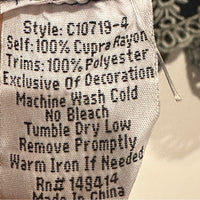 Style: C10719-4
Self: 100% Cupra Rayon
Trims: 100% Polyester
Exclusive Of Decoration
Machine Wash Cold
No Bleach
Tumble Dry Low
Remove Promptly
Warm Iron If Needed
Rn# 149414
Made In China